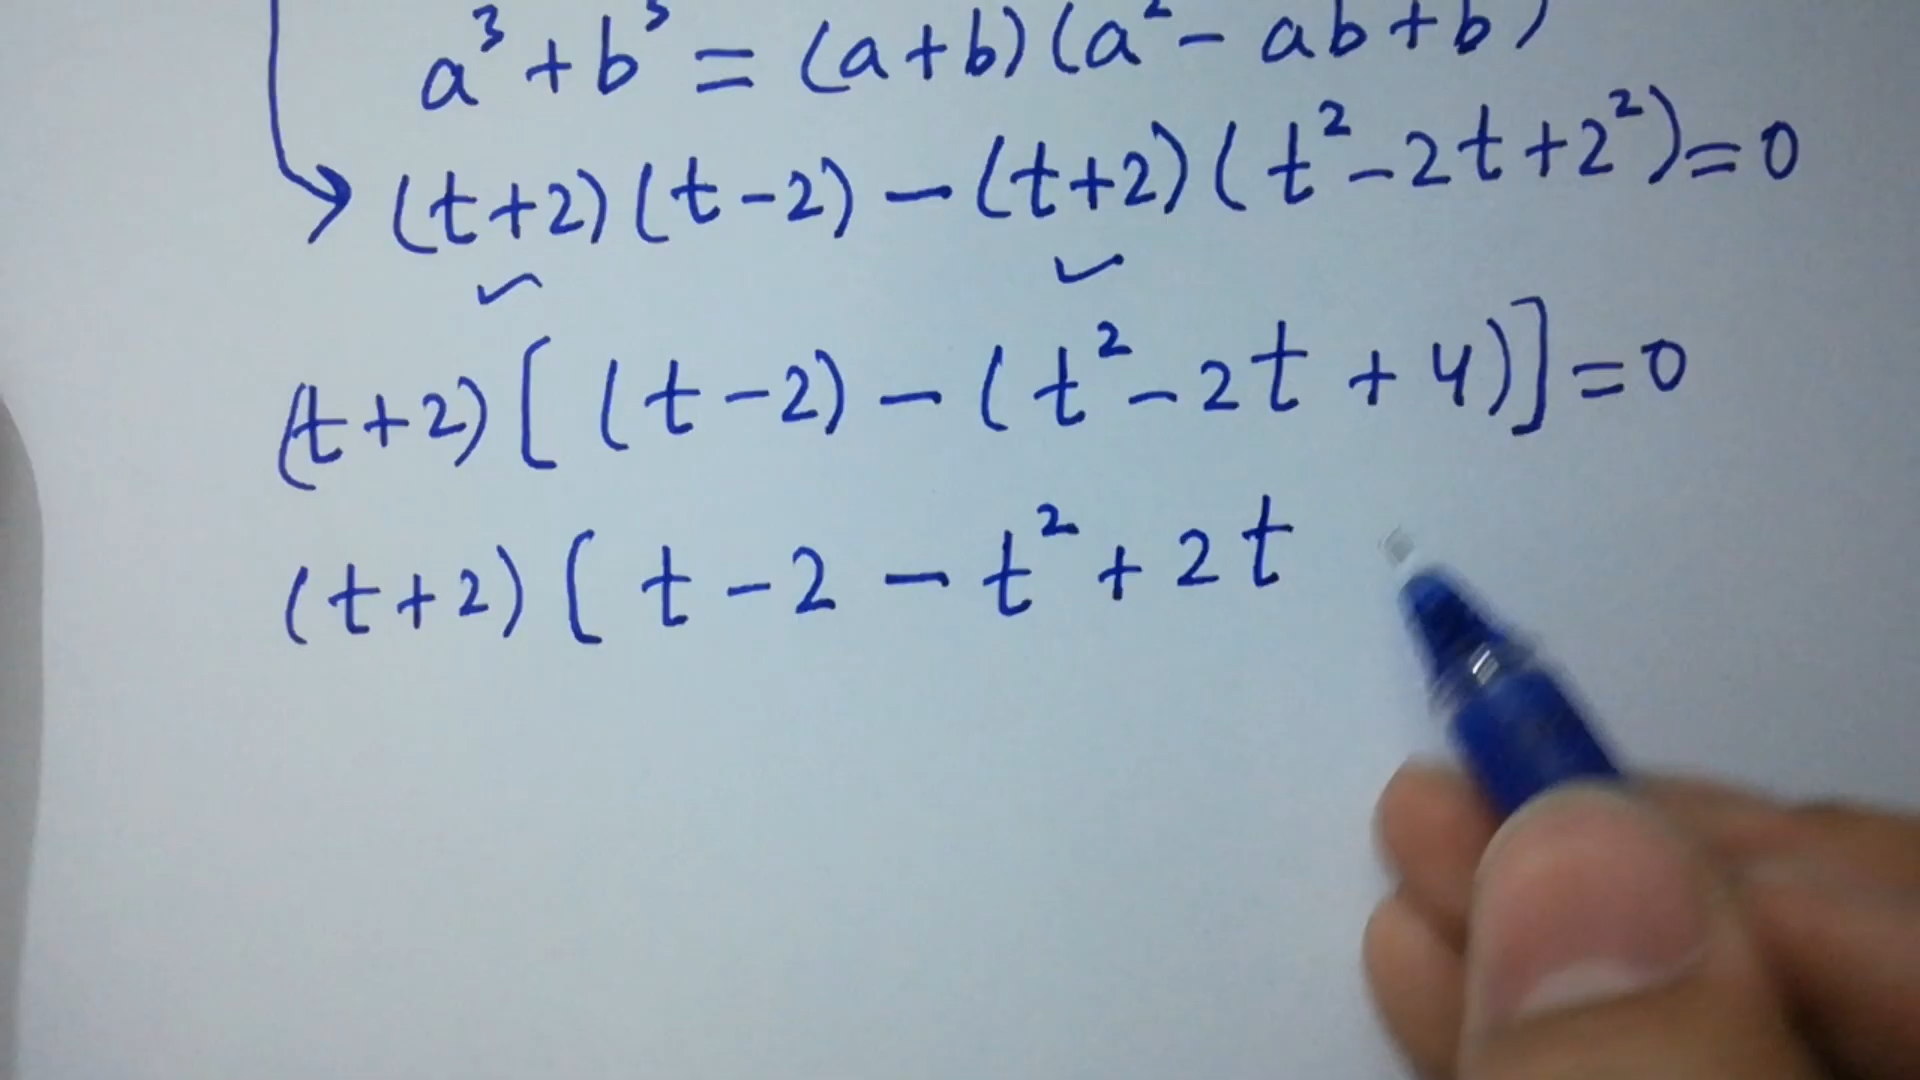 a³ + b³ = (a+b)(a² - ab + b)
(t+2)(t-2) - (t+2)(t² - 2t + 2²) = 0
(t+2)[(t-2) - (t² - 2t + 4)] = 0
(t+2)[t - 2 - t² + 2t